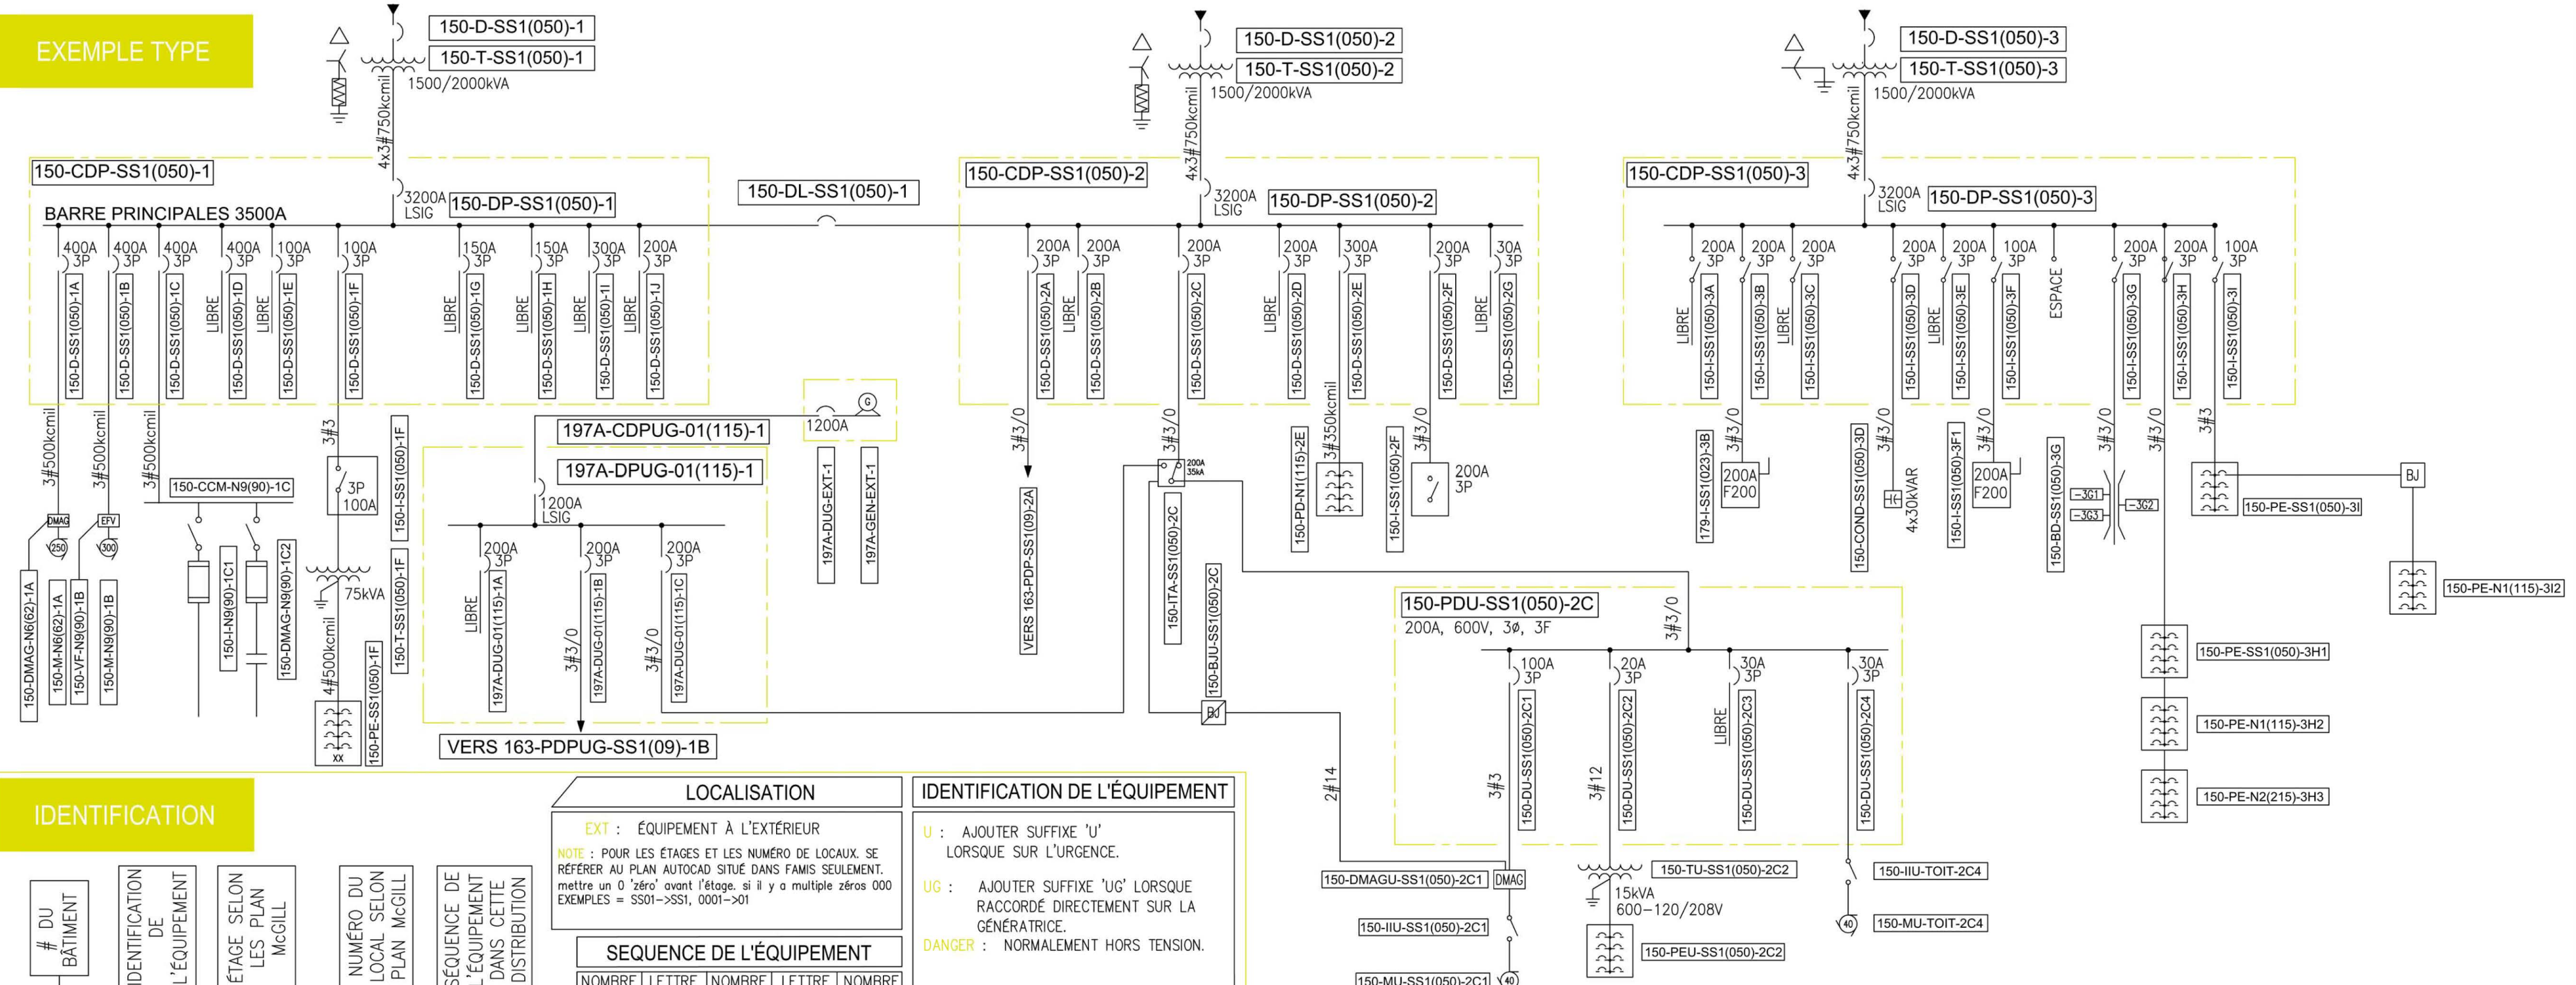 EXEMPLE TYPE
150-D-SS1(050)-1
150-T-SS1(050)-1
1500/2000kVA
4x3#750kcmil
150-D-SS1(050)-2
150-T-SS1(050)-2
1500/2000kVA
4x3#750kcmil
150-D-SS1(050)-3
150-T-SS1(050)-3
1500/2000kVA
4x3#750kcmil
150-CDP-SS1(050)-1
3200A
LSIG
150-DP-SS1(050)-1
BARRE PRINCIPALES 3500A
150-DL-SS1(050)-1
400A
3P
150-D-SS1(050)-1A
400A
3P
150-D-SS1(050)-1B
400A
3P
150-D-SS1(050)-1C
400A
3P
LIBRE
150-D-SS1(050)-1D
100A
3P
LIBRE
150-D-SS1(050)-1E
100A
3P
150-D-SS1(050)-1F
150A
3P
LIBRE
150-D-SS1(050)-1G
150A
3P
LIBRE
150-D-SS1(050)-1H
300A
3P
LIBRE
150-D-SS1(050)-1I
200A
3P
LIBRE
150-D-SS1(050)-1J
150-CDP-SS1(050)-2
3200A
LSIG
150-DP-SS1(050)-2
200A
3P
150-D-SS1(050)-2A
200A
3P
LIBRE
150-D-SS1(050)-2B
200A
3P
150-D-SS1(050)-2C
200A
3P
LIBRE
150-D-SS1(050)-2D
300A
3P
150-D-SS1(050)-2E
200A
3P
150-D-SS1(050)-2F
30A
3P
LIBRE
150-D-SS1(050)-2G
150-CDP-SS1(050)-3
3200A
LSIG
150-DP-SS1(050)-3
200A
3P
LIBRE
150-I-SS1(050)-3A
200A
3P
150-I-SS1(050)-3B
200A
3P
LIBRE
150-I-SS1(050)-3C
200A
3P
150-I-SS1(050)-3D
200A
3P
LIBRE
150-I-SS1(050)-3E
100A
3P
150-I-SS1(050)-3F
ESPACE
200A
3P
150-I-SS1(050)-3G
200A
3P
150-I-SS1(050)-3H
100A
3P
150-I-SS1(050)-3I
3#500kcmil
DMAG
250
150-DMAG-N6(62)-1A
150-M-N6(62)-1A
3#500kcmil
EFV
300
150-VF-N9(90)-1B
150-M-N9(90)-1B
3#500kcmil
150-CCM-N9(90)-1C
150-I-N9(90)-1C1
150-DMAG-N9(90)-1C2
3#3
3P
100A
150-I-SS1(050)-1F
75kVA
150-T-SS1(050)-1F
4#500kcmil
XX
150-PE-SS1(050)-1F
G
1200A
197A-DUG-EXT-1
197A-GEN-EXT-1
197A-CDPUG-01(115)-1
197A-DPUG-01(115)-1
1200A
LSIG
200A
3P
LIBRE
197A-DUG-01(115)-1A
200A
3P
3#3/0
197A-DUG-01(115)-1B
200A
3P
3#3/0
197A-DUG-01(115)-1C
VERS 163-PDPUG-SS1(09)-1B
3#3/0
VERS 163-PDP-SS1(09)-2A
3#3/0
200A
35kA
150-ITA-SS1(050)-2C
150-BJU-SS1(050)-2C
BJ
3#350kcmil
150-PD-N1(115)-2E
3#3/0
150-I-SS1(050)-2F
200A
3P
3#3/0
179-I-SS1(023)-3B
200A
F200
3#3/0
150-COND-SS1(050)-3D
4x30kVAR
3#3/0
150-I-SS1(050)-3F1
200A
F200
3#3/0
150-BD-SS1(050)-3G
-3G1
-3G2
-3G3
3#3/0
3#3
150-PE-SS1(050)-3I
BJ
150-PE-N1(115)-3I2
150-PE-SS1(050)-3H1
150-PE-N1(115)-3H2
150-PE-N2(215)-3H3
150-PDU-SS1(050)-2C
200A, 600V, 3ø, 3F
3#3/0
100A
3P
150-DU-SS1(050)-2C1
20A
3P
150-DU-SS1(050)-2C2
30A
3P
LIBRE
150-DU-SS1(050)-2C3
30A
3P
150-DU-SS1(050)-2C4
2#14
3#3
3#12
150-DMAGU-SS1(050)-2C1
DMAG
150-IIU-SS1(050)-2C1
150-MU-SS1(050)-2C1
40
150-TU-SS1(050)-2C2
15kVA
600-120/208V
150-PEU-SS1(050)-2C2
150-IIU-TOIT-2C4
40
150-MU-TOIT-2C4
IDENTIFICATION
# DU
BÂTIMENT
IDENTIFICATION
DE
L'ÉQUIPEMENT
ÉTAGE SELON
LES PLAN
McGILL
NUMÉRO DU
LOCAL SELON
PLAN McGILL
SÉQUENCE DE
L'ÉQUIPEMENT
DANS CETTE
DISTRIBUTION
LOCALISATION
EXT : ÉQUIPEMENT À L'EXTÉRIEUR
NOTE : POUR LES ÉTAGES ET LES NUMÉRO DE LOCAUX. SE
RÉFÉRER AU PLAN AUTOCAD SITUÉ DANS FAMIS SEULEMENT.
mettre un 0 'zéro' avant l'étage. si il y a multiple zéros 000
EXEMPLES = SS01->SS1, 0001->01
SEQUENCE DE L'ÉQUIPEMENT
NOMBRE LETTRE NOMBRE LETTRE NOMBRE
IDENTIFICATION DE L'ÉQUIPEMENT
U : AJOUTER SUFFIXE 'U'
LORSQUE SUR L'URGENCE.
UG : AJOUTER SUFFIXE 'UG' LORSQUE
RACCORDÉ DIRECTEMENT SUR LA
GÉNÉRATRICE.
DANGER : NORMALEMENT HORS TENSION.